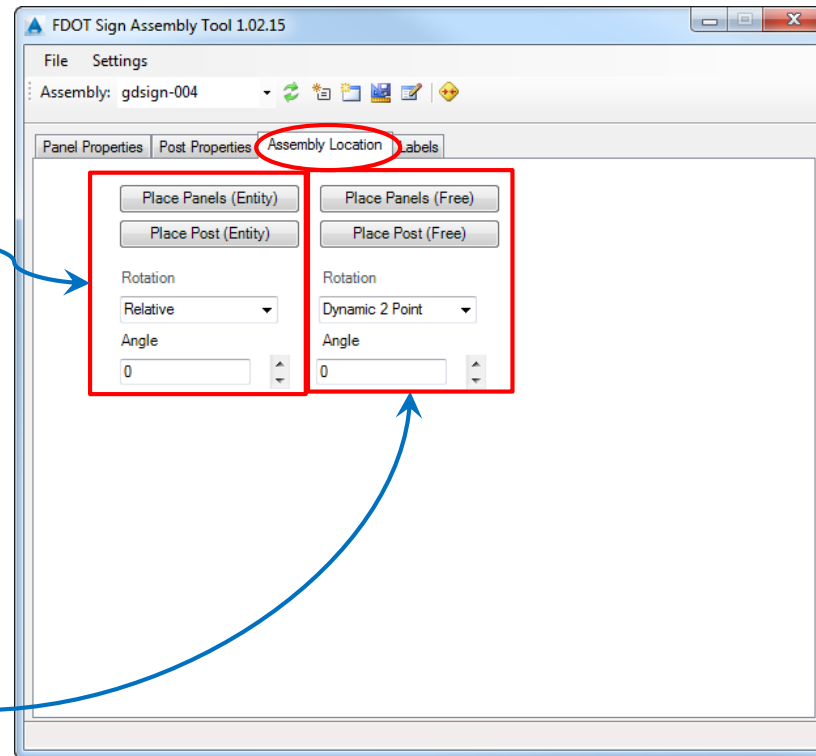 FDOT Sign Assembly Tool 1.02.15
File Settings
Assembly: gdsign-004
Panel Properties Post Properties Assembly Location Labels
Place Panels (Entity) Place Panels (Free)
Place Post (Entity) Place Post (Free)
Rotation Rotation
Relative Dynamic 2 Point
Angle Angle
0 0